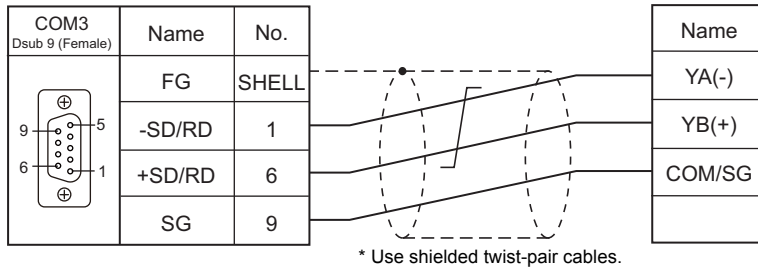 COM3
Dsub 9 (Female)
Name
No.
Name
FG
SHELL
YA(-)
-SD/RD
1
YB(+)
+SD/RD
6
COM/SG
SG
9
9
5
6
1
* Use shielded twist-pair cables.